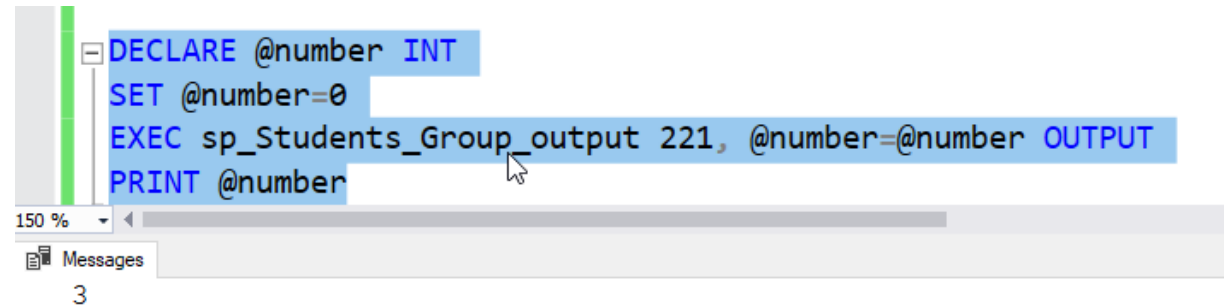 DECLARE @number INT
SET @number=0
EXEC sp_Students_Group_output 221, @number=@number OUTPUT
PRINT @number
150 %
Messages
3